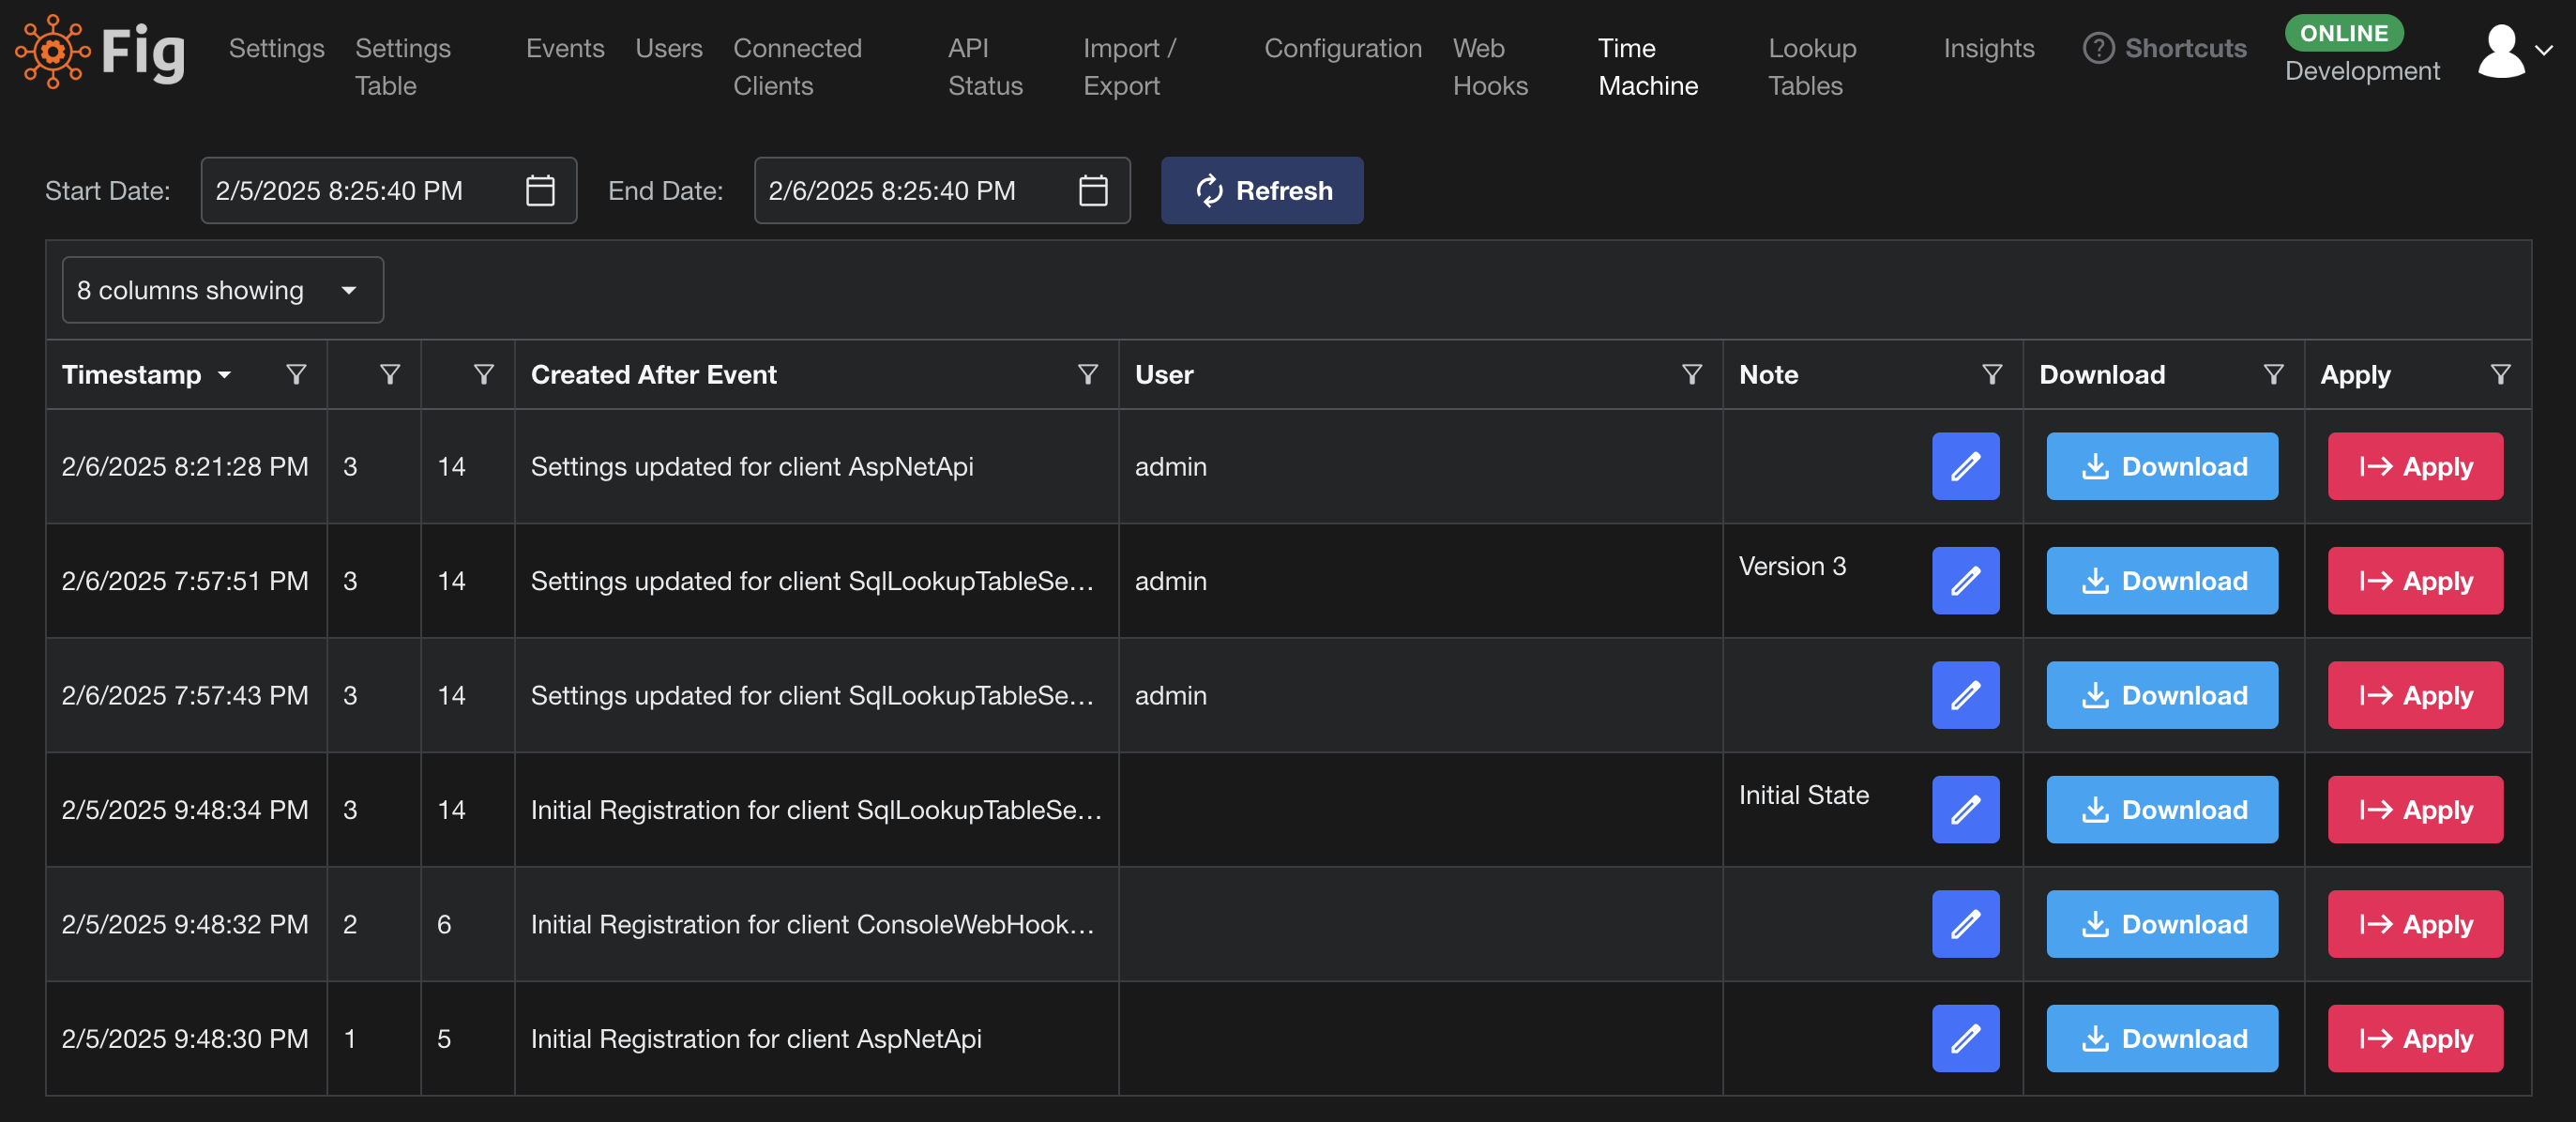 Fig
Settings
Settings
Table
Events
Users
Connected
Clients
API
Status
Import /
Export
Configuration
Web
Hooks
Time
Machine
Lookup
Tables
Insights
? Shortcuts
ONLINE
Development
Start Date: 2/5/2025 8:25:40 PM End Date: 2/6/2025 8:25:40 PM Refresh
8 columns showing
Timestamp Created After Event User Note Download Apply
2/6/2025 8:21:28 PM 3 14 Settings updated for client AspNetApi admin Download Apply
2/6/2025 7:57:51 PM 3 14 Settings updated for client SqlLookupTableSe... admin Version 3 Download Apply
2/6/2025 7:57:43 PM 3 14 Settings updated for client SqlLookupTableSe... admin Download Apply
2/5/2025 9:48:34 PM 3 14 Initial Registration for client SqlLookupTableSe... Initial State Download Apply
2/5/2025 9:48:32 PM 2 6 Initial Registration for client ConsoleWebHook... Download Apply
2/5/2025 9:48:30 PM 1 5 Initial Registration for client AspNetApi Download Apply